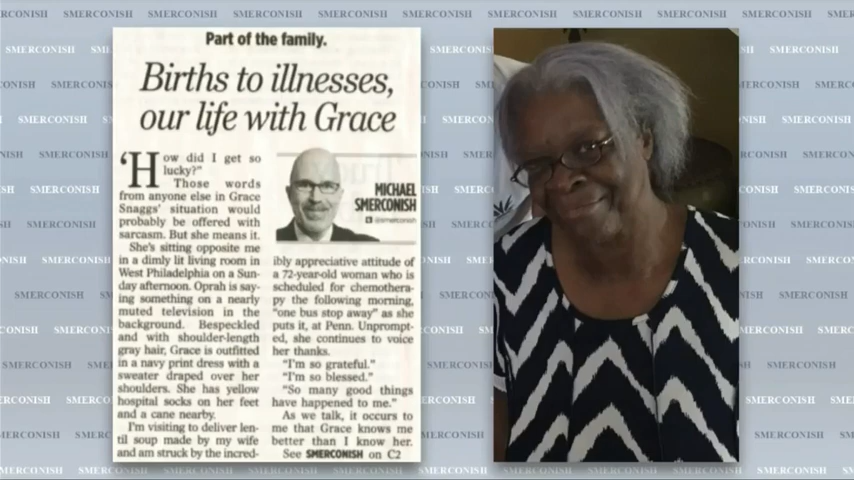 Part of the family.
Births to illnesses,
our life with Grace
'How did I get so
lucky?"
Those words
from anyone else in Grace
Snaggs' situation would
probably be offered with
sarcasm. But she means it.
She's sitting opposite me
in a dimly lit living room in
West Philadelphia on a Sun-
day afternoon. Oprah is say-
ing something on a nearly
muted television in the
background. Bespeckled
and with shoulder-length
gray hair, Grace is outfitted
in a navy print dress with a
sweater draped over her
shoulders. She has yellow
hospital socks on her feet
and a cane nearby.
I'm visiting to deliver len-
til soup made by my wife
and am struck by the incred-
MICHAEL
SMERCONISH
@smerconish
ibly appreciative attitude of
a 72-year-old woman who is
scheduled for chemothera-
py the following morning,
"one bus stop away" as she
puts it, at Penn. Unprompt-
ed, she continues to voice
her thanks.
"I'm so grateful."
"I'm so blessed."
"So many good things
have happened to me."
As we talk, it occurs to
me that Grace knows me
better than I know her.
See SMERCONISH on C2
SMERCONISH